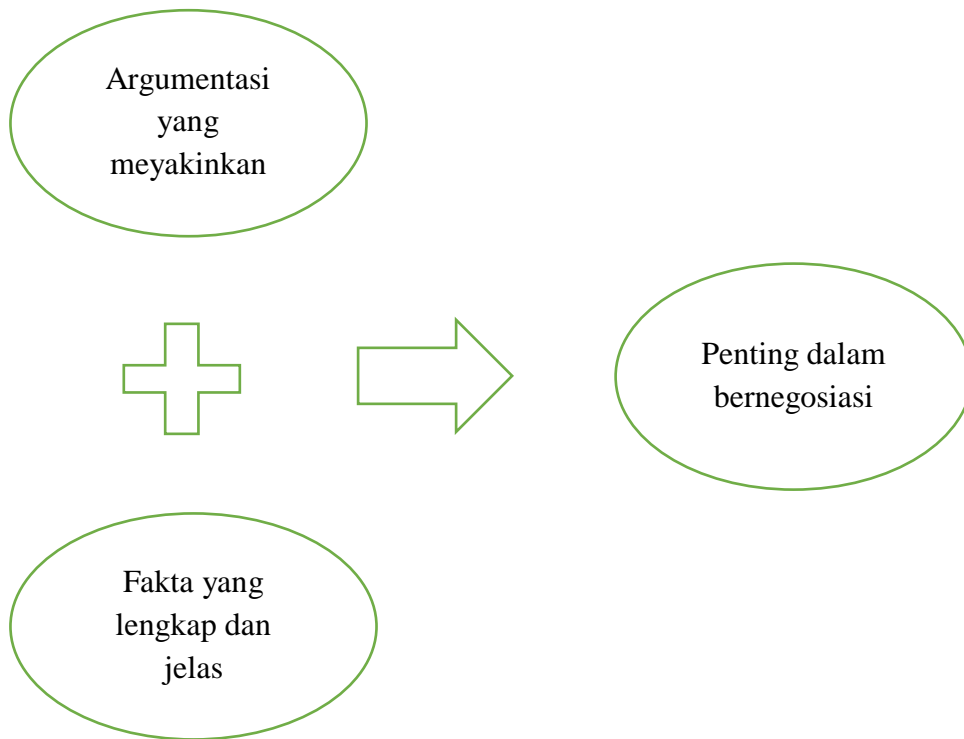 Argumentasi
yang
meyakinkan
Penting dalam
bernegosiasi
Fakta yang
lengkap dan
jelas